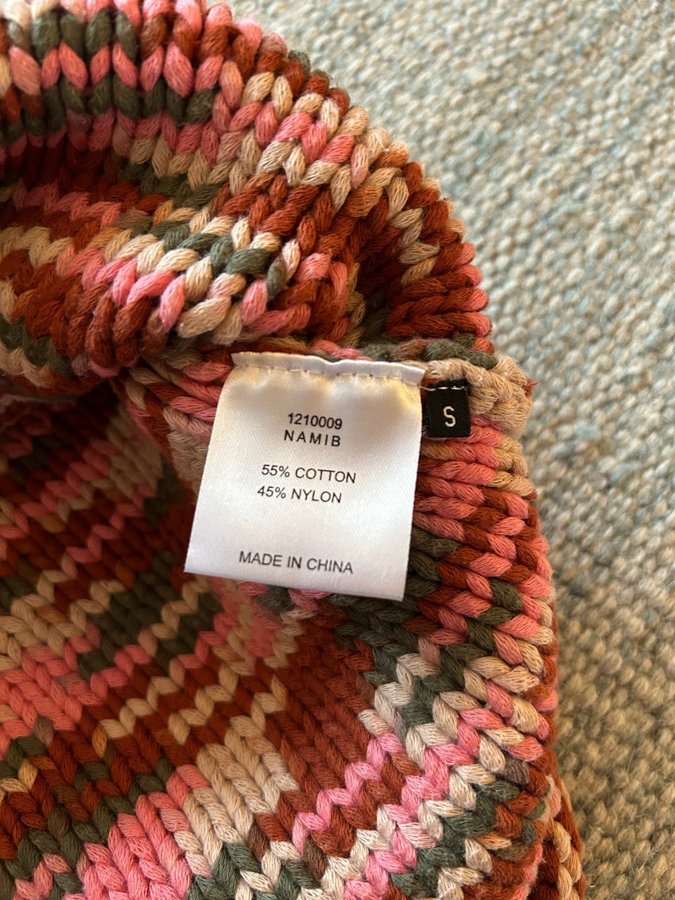 1210009
NAMIB
S
55% COTTON
45% NYLON
MADE IN CHINA